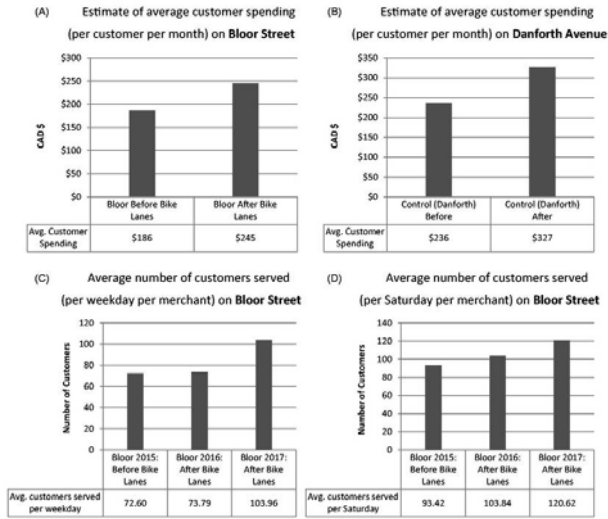 (A) Estimate of average customer spending
(per customer per month) on Bloor Street
CAD $
$300
$250
$200
$150
$100
$50
$0
Bloor Before Bike Lanes
Bloor After Bike Lanes
Avg. Customer Spending
$186
$245
(B) Estimate of average customer spending
(per customer per month) on Danforth Avenue
CAD $
$350
$300
$250
$200
$150
$100
$50
$0
Control (Danforth) Before
Control (Danforth) After
Avg. Customer Spending
$236
$327
(C) Average number of customers served
(per weekday per merchant) on Bloor Street
Number of Customers
120
100
80
60
40
20
0
Bloor 2015: Before Bike Lanes
Bloor 2016: After Bike Lanes
Bloor 2017: After Bike Lanes
Avg. customers served per weekday
72.60
73.79
103.96
(D) Average number of customers served
(per Saturday per merchant) on Bloor Street
Number of Customers
140
120
100
80
60
40
20
0
Bloor 2015: Before Bike Lanes
Bloor 2016: After Bike Lanes
Bloor 2017: After Bike Lanes
Avg. customers served per Saturday
93.42
103.84
120.62